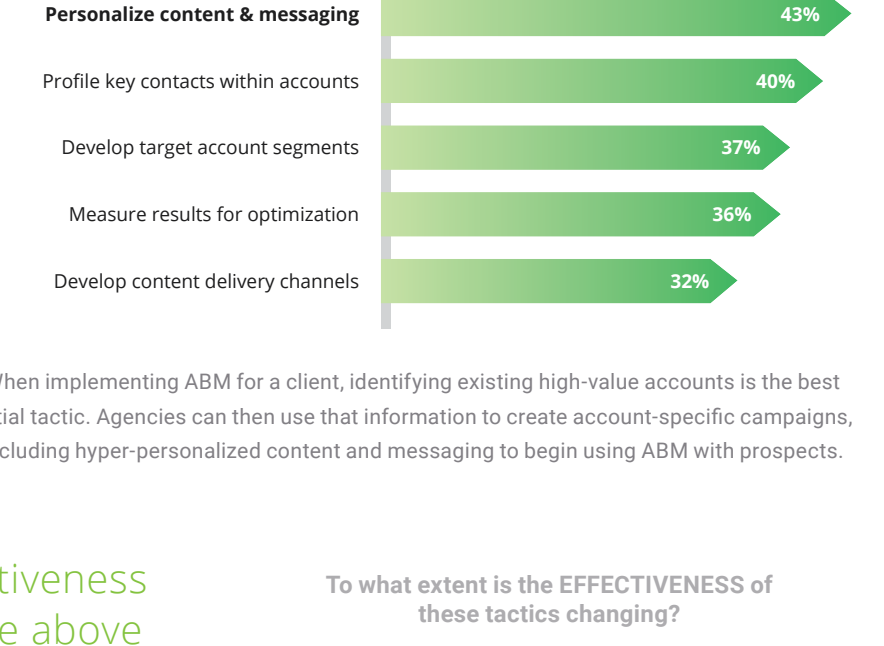 Personalize content & messaging 43%
Profile key contacts within accounts 40%
Develop target account segments 37%
Measure results for optimization 36%
Develop content delivery channels 32%
When implementing ABM for a client, identifying existing high-value accounts is the best
tial tactic. Agencies can then use that information to create account-specific campaigns,
cluding hyper-personalized content and messaging to begin using ABM with prospects.
tiveness
e above
To what extent is the EFFECTIVENESS of
these tactics changing?